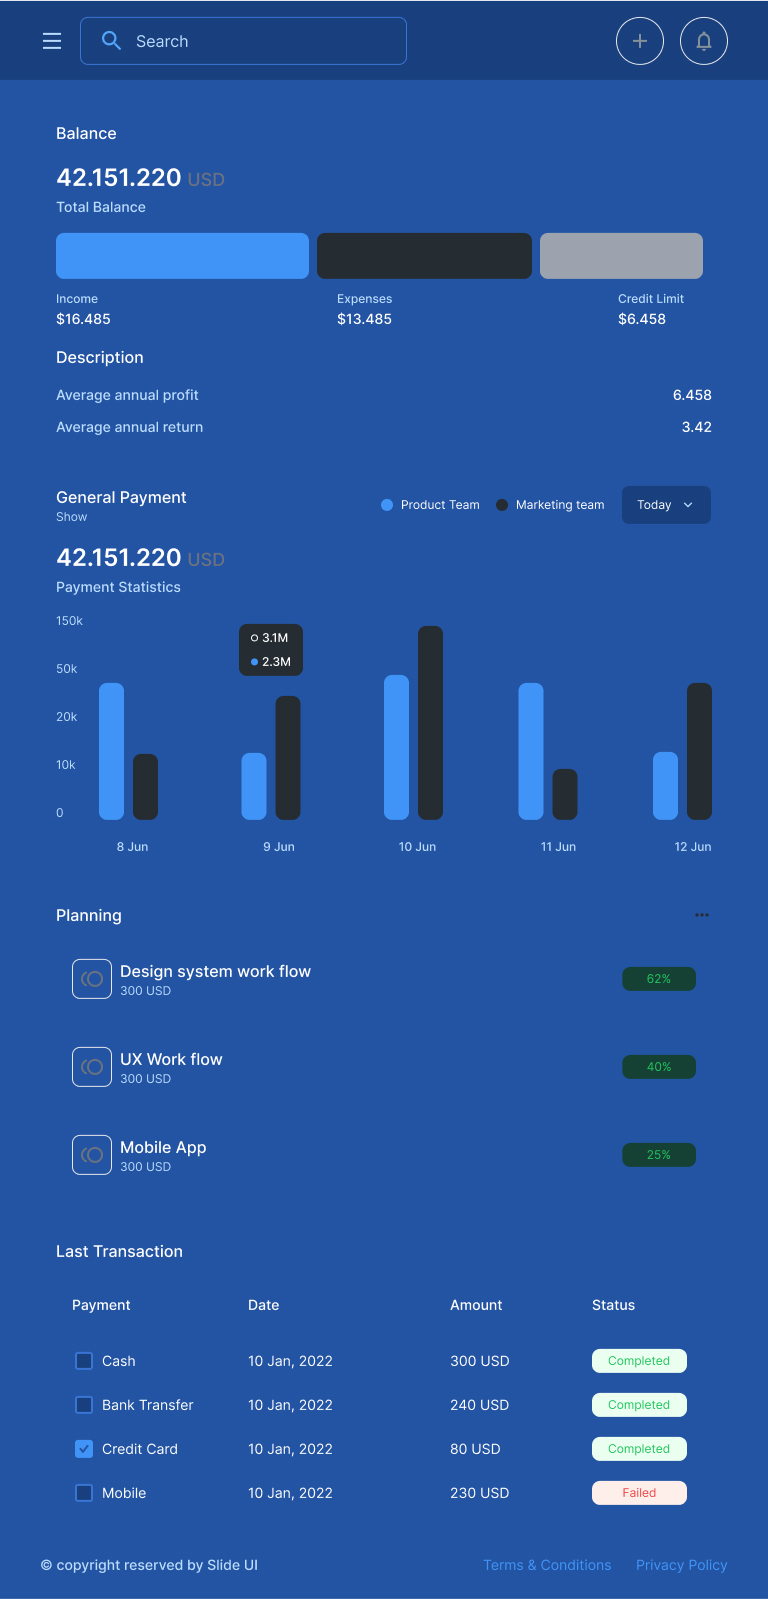 Search
Balance
42.151.220 USD
Total Balance
Income Expenses Credit Limit
$16.485 $13.485 $6.458
Description
Average annual profit 6.458
Average annual return 3.42
General Payment
Show
Product Team Marketing team Today
42.151.220 USD
Payment Statistics
150k
50k
20k
10k
0
3.1M
2.3M
8 Jun 9 Jun 10 Jun 11 Jun 12 Jun
Planning
Design system work flow
300 USD
62%
UX Work flow
300 USD
40%
Mobile App
300 USD
25%
Last Transaction
Payment Date Amount Status
Cash 10 Jan, 2022 300 USD Completed
Bank Transfer 10 Jan, 2022 240 USD Completed
Credit Card 10 Jan, 2022 80 USD Completed
Mobile 10 Jan, 2022 230 USD Failed
© copyright reserved by Slide UI Terms & Conditions Privacy Policy